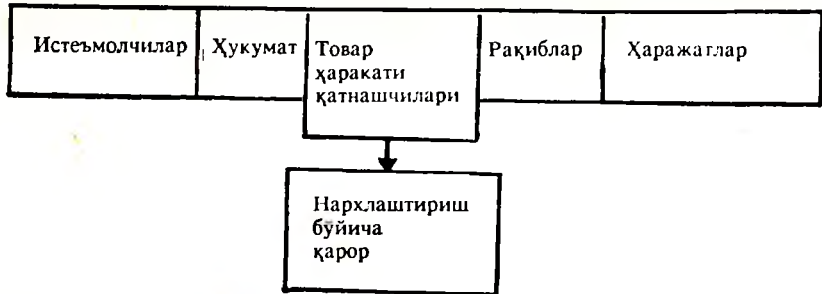 Истеъмолчилар
Ҳукумат
Товар
ҳаракати
қатнашчилари
Рақиблар
Ҳаражатлар
Нархлаштириш
бўйича
қарор